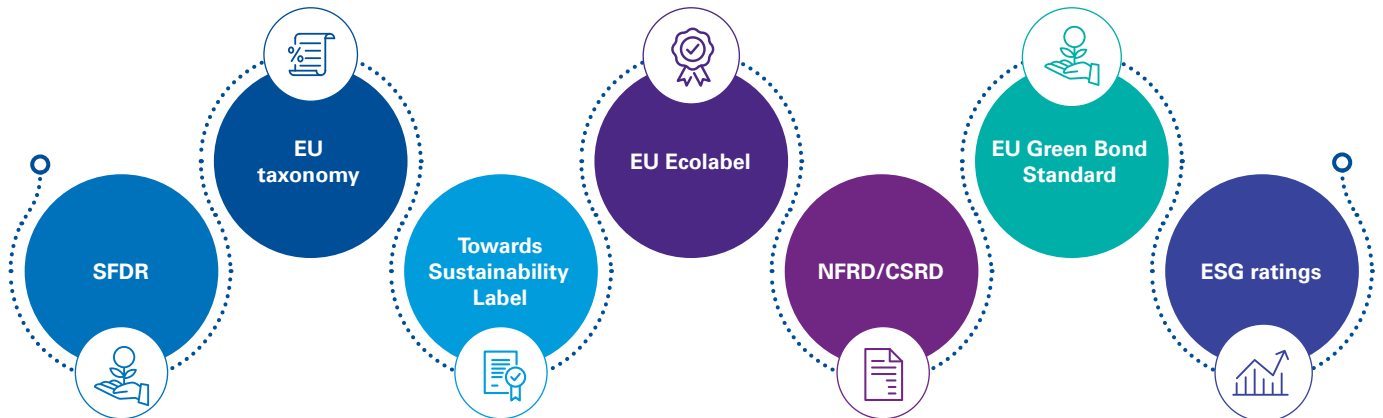 SFDR
EU
taxonomy
Towards
Sustainability
Label
EU Ecolabel
NFRD/CSRD
EU Green Bond
Standard
ESG ratings
%